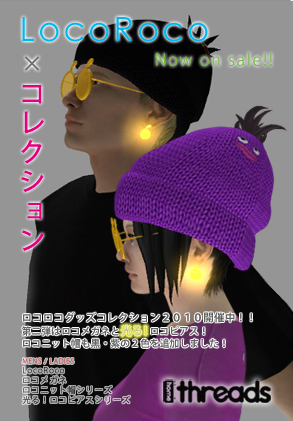 LocoRoco
Now on sale!!
×
コレクション
ロコロコグッズコレクション2010開催中！！
第二弾はロコメガネと光る!ロコピアス！
ロコニット帽も黒・紫の2色を追加しました！
MENS / LADIES
LocoRoco
ロコメガネ
ロコニット帽シリーズ
光る！ロコピアスシリーズ
home
threads